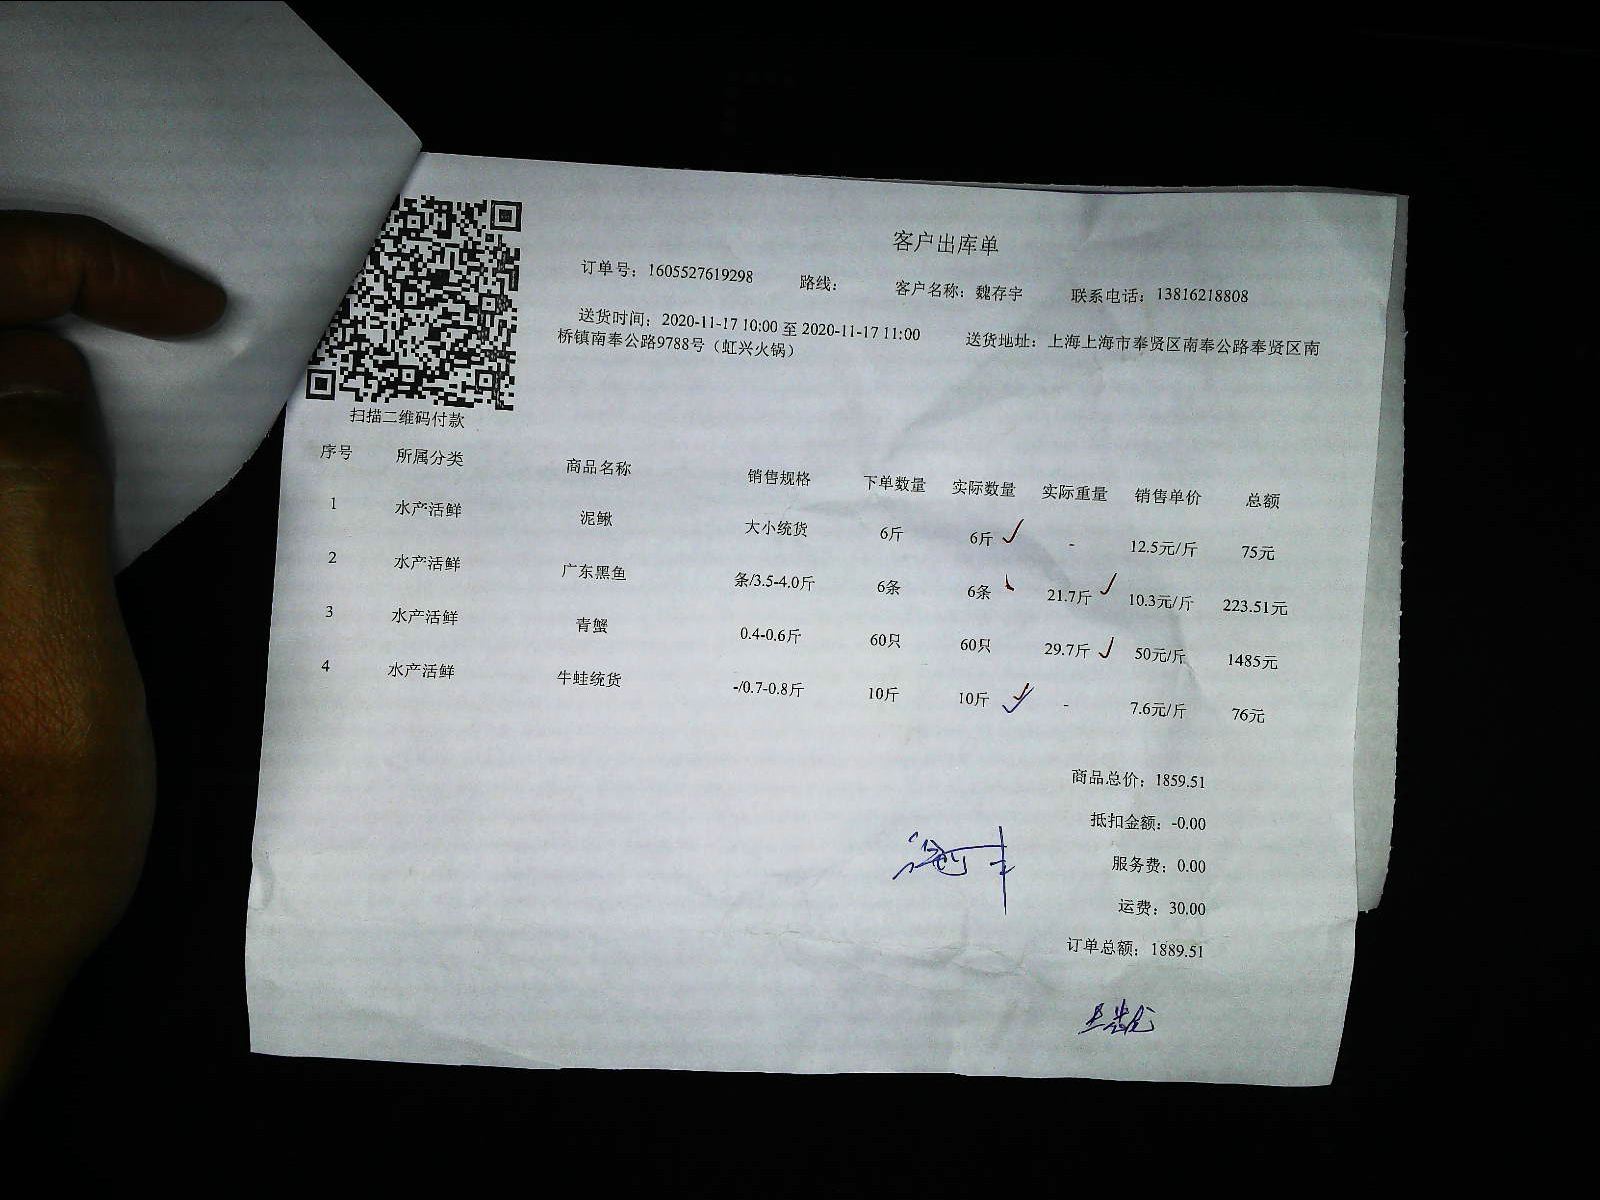 客户出库单
订单号：1605527619298 路线： 客户名称：魏存宇 联系电话：13816218808
送货时间：2020-11-17 10:00 至 2020-11-17 11:00 送货地址：上海上海市奉贤区南奉公路奉贤区南
桥镇南奉公路9788号（虹兴火锅）
扫描二维码付款
序号 所属分类 商品名称 销售规格 下单数量 实际数量 实际重量 销售单价 总额
1 水产活鲜 泥鳅 大小统货 6斤 6斤 - 12.5元/斤 75元
2 水产活鲜 广东黑鱼 条/3.5-4.0斤 6条 6条 21.7斤 10.3元/斤 223.51元
3 水产活鲜 青蟹 0.4-0.6斤 60只 60只 29.7斤 50元/斤 1485元
4 水产活鲜 牛蛙统货 -/0.7-0.8斤 10斤 10斤 - 7.6元/斤 76元
商品总价：1859.51
抵扣金额：-0.00
服务费：0.00
运费：30.00
订单总额：1889.51